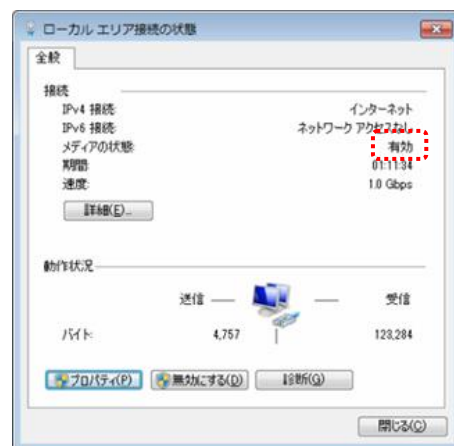 ローカル エリア接続の状態
全般
接続
IPv4 接続: インターネット
IPv6 接続: ネットワーク アクセスなし
メディアの状態: 有効
期間: 01:11:34
速度: 1.0 Gbps
詳細(E)...
動作状況
送信 受信
バイト: 4,757 123,284
プロパティ(P) 無効にする(D) 診断(G)
閉じる(C)